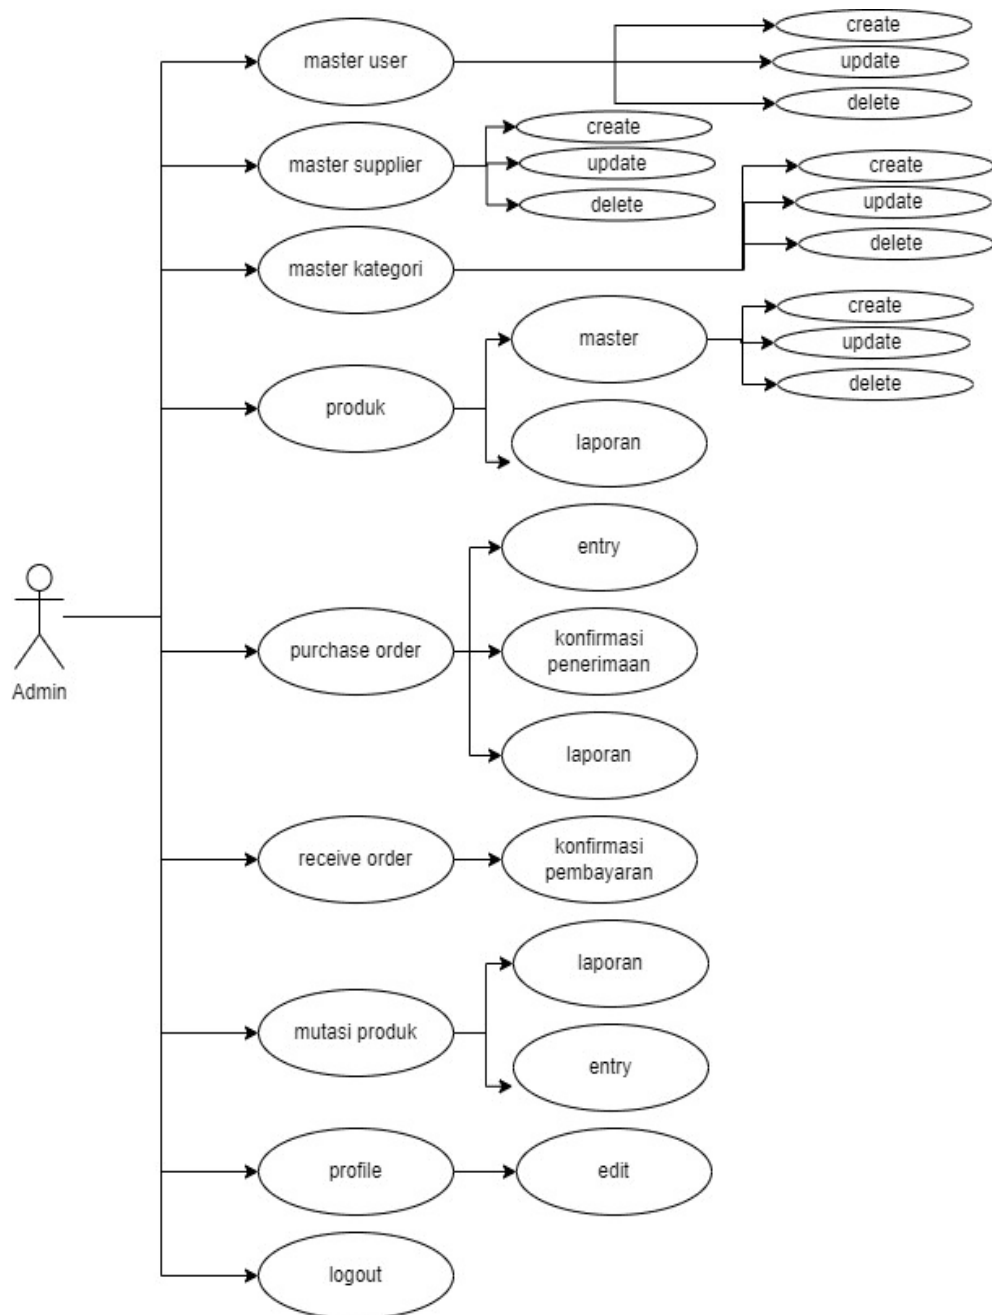 create
master user
update
delete
create
master supplier
update
delete
create
update
master kategori
delete
create
master
update
delete
produk
laporan
entry
Admin
purchase order
konfirmasi
penerimaan
laporan
receive order
konfirmasi
pembayaran
laporan
mutasi produk
entry
profile
edit
logout